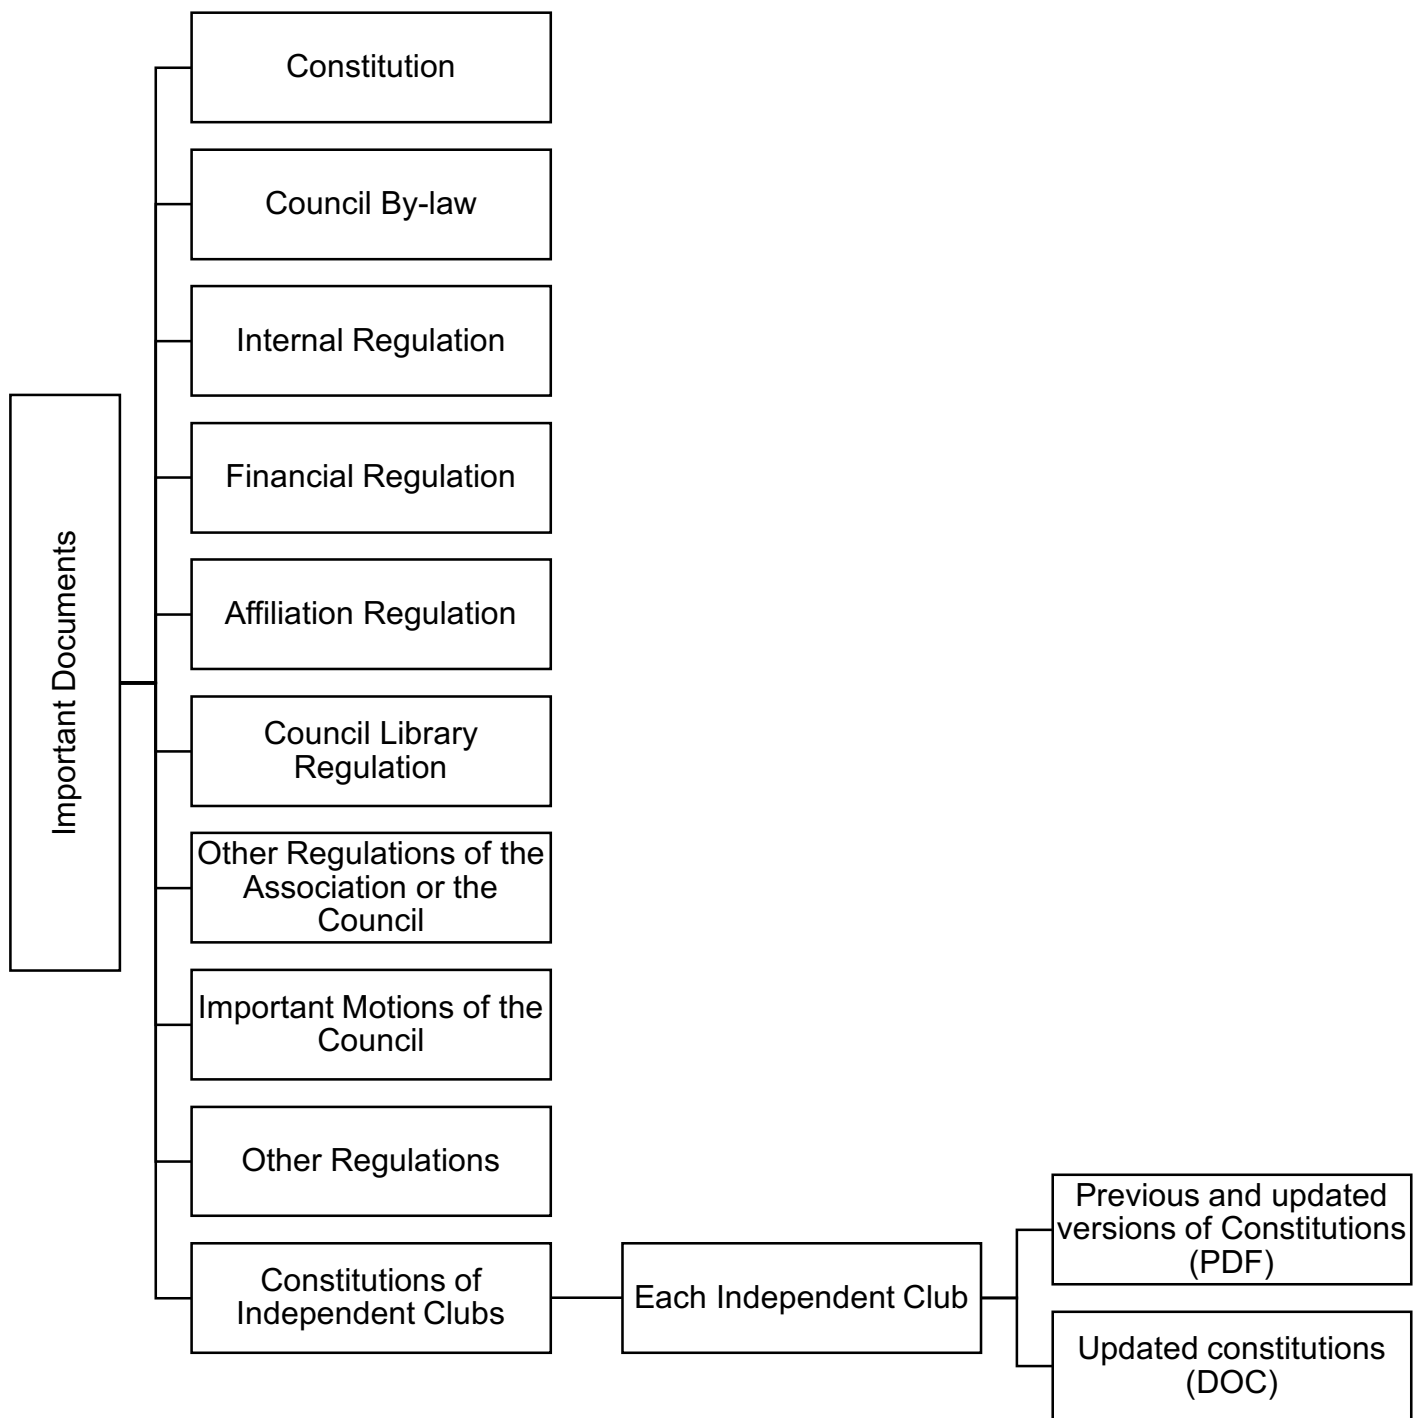 Important Documents
Constitution
Council By-law
Internal Regulation
Financial Regulation
Affiliation Regulation
Council Library
Regulation
Other Regulations of the
Association or the
Council
Important Motions of the
Council
Other Regulations
Constitutions of
Independent Clubs
Each Independent Club
Previous and updated
versions of Constitutions
(PDF)
Updated constitutions
(DOC)